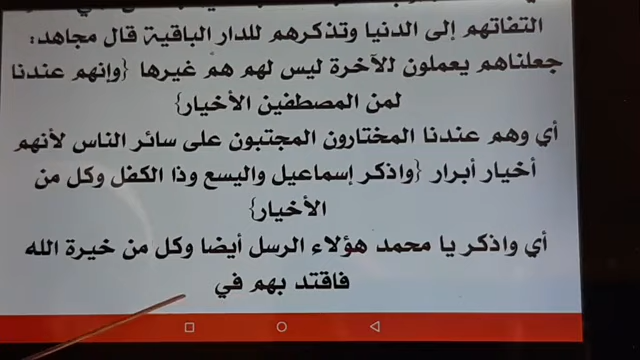 التفاتهم إلى الدنيا وتذكرهم للدار الباقية قال مجاهد:
جعلناهم يعملون للآخرة ليس لهم هم غيرها {وإنهم عندنا
لمن المصطفين الأخيار}
أي وهم عندنا المختارون المجتبون على سائر الناس لأنهم
أخيار أبرار {واذكر إسماعيل واليسع وذا الكفل وكل من
الأخيار}
أي واذكر يا محمد هؤلاء الرسل أيضا وكل من خيرة الله
فاقتد بهم في